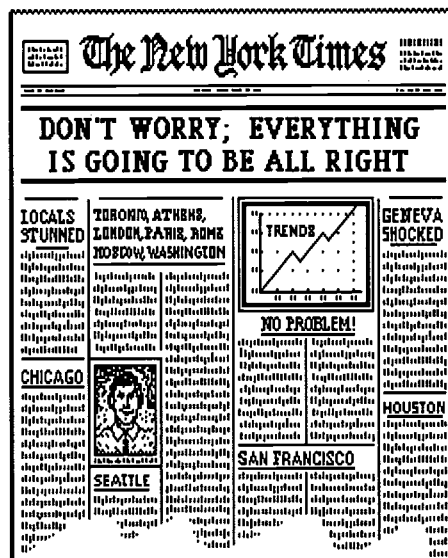 The New York Times
DON'T WORRY; EVERYTHING
IS GOING TO BE ALL RIGHT
LOCALS
STUNNED
CHICAGO
TORONTO, ATHENS,
LONDON, PARIS, ROME
MOSCOW, WASHINGTON
SEATTLE
TRENDS
NO PROBLEM!
SAN FRANCISCO
GENEVA
SHOCKED
HOUSTON